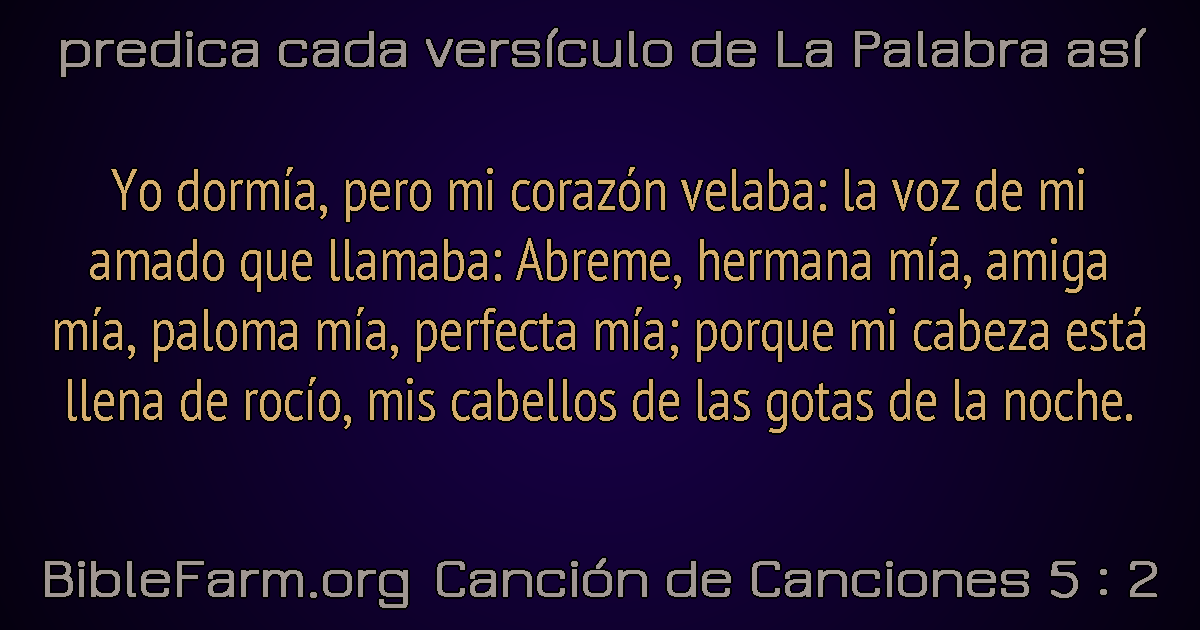 predica cada versículo de La Palabra así
Yo dormía, pero mi corazón velaba: la voz de mi
amado que llamaba: Abreme, hermana mía, amiga
mía, paloma mía, perfecta mía; porque mi cabeza está
llena de rocío, mis cabellos de las gotas de la noche.
BibleFarm.org Canción de Canciones 5 : 2